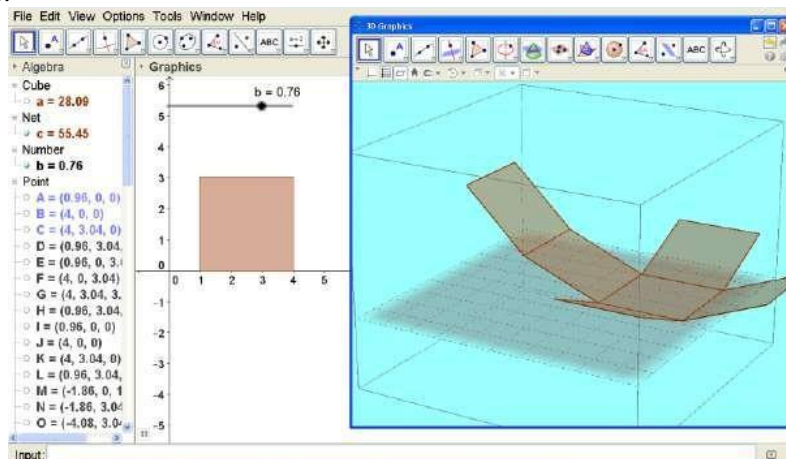 File Edit View Options Tools Window Help
3D Graphics
ABC
ABC
Algebra
Graphics
Cube
a = 28.09
Net
c = 55.45
Number
b = 0.76
Point
A = (0.96, 0, 0)
B = (4, 0, 0)
C = (4, 3.04, 0)
D = (0.96, 3.04,
E = (0.96, 0, 3.
F = (4, 0, 3.04)
G = (4, 3.04, 3.
H = (0.96, 3.04,
I = (0.96, 0, 0)
J = (4, 0, 0)
K = (4, 3.04, 0)
L = (0.96, 3.04,
M = (-1.86, 0, 1
N = (-1.86, 3.04
O = (-4.08, 3.0
b = 0.76
6
5
4
3
2
1
0
0 1 2 3 4 5
-1
-2
-3
-4
-5
Input: